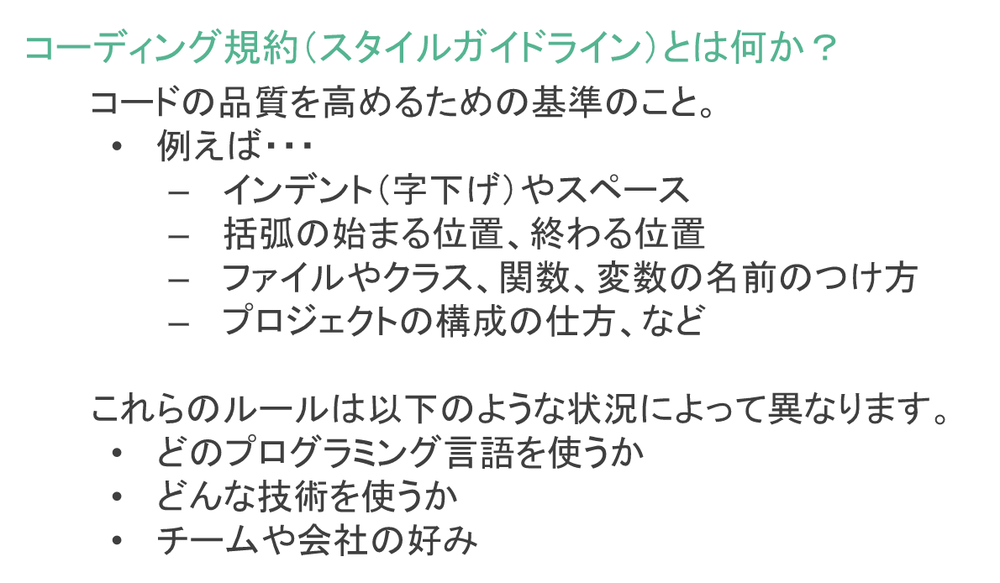 コーディング規約（スタイルガイドライン）とは何か？
コードの品質を高めるための基準のこと。
• 例えば・・・
– インデント（字下げ）やスペース
– 括弧の始まる位置、終わる位置
– ファイルやクラス、関数、変数の名前のつけ方
– プロジェクトの構成の仕方、など
これらのルールは以下のような状況によって異なります。
• どのプログラミング言語を使うか
• どんな技術を使うか
• チームや会社の好み